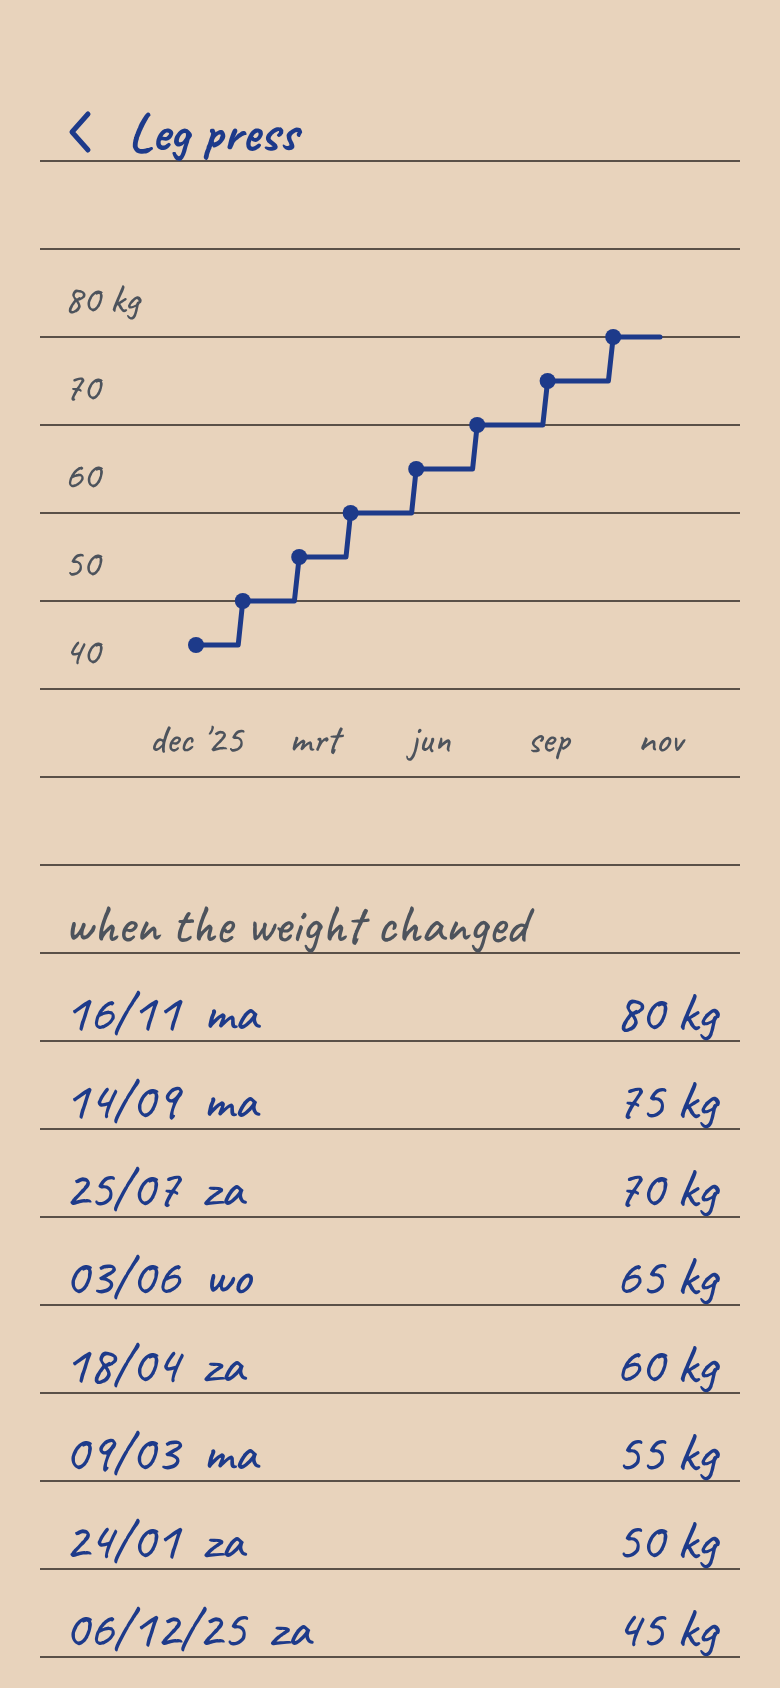 Leg press
80 kg
70
60
50
40
dec '25 mrt jun sep nov
when the weight changed
16/11 ma 80 kg
14/09 ma 75 kg
25/07 za 70 kg
03/06 wo 65 kg
18/04 za 60 kg
09/03 ma 55 kg
24/01 za 50 kg
06/12/25 za 45 kg